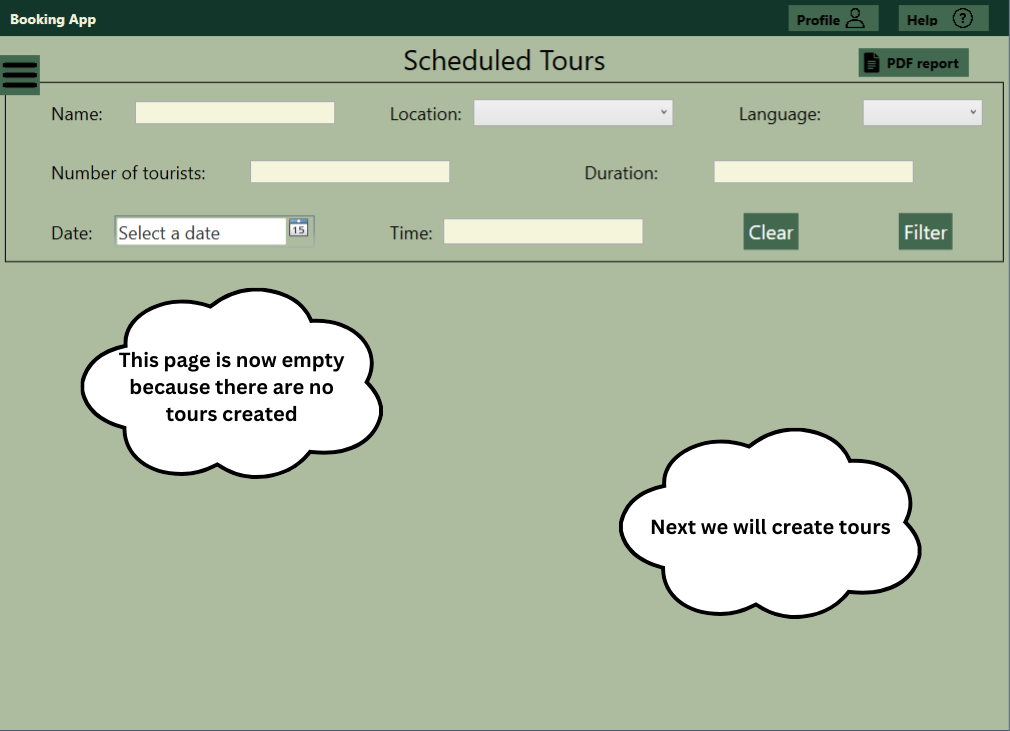 Booking App
Profile
Help ?
Scheduled Tours
PDF report
Name:
Location:
Language:
Number of tourists:
Duration:
Date: Select a date 15
Time:
Clear
Filter
This page is now empty
because there are no
tours created
Next we will create tours